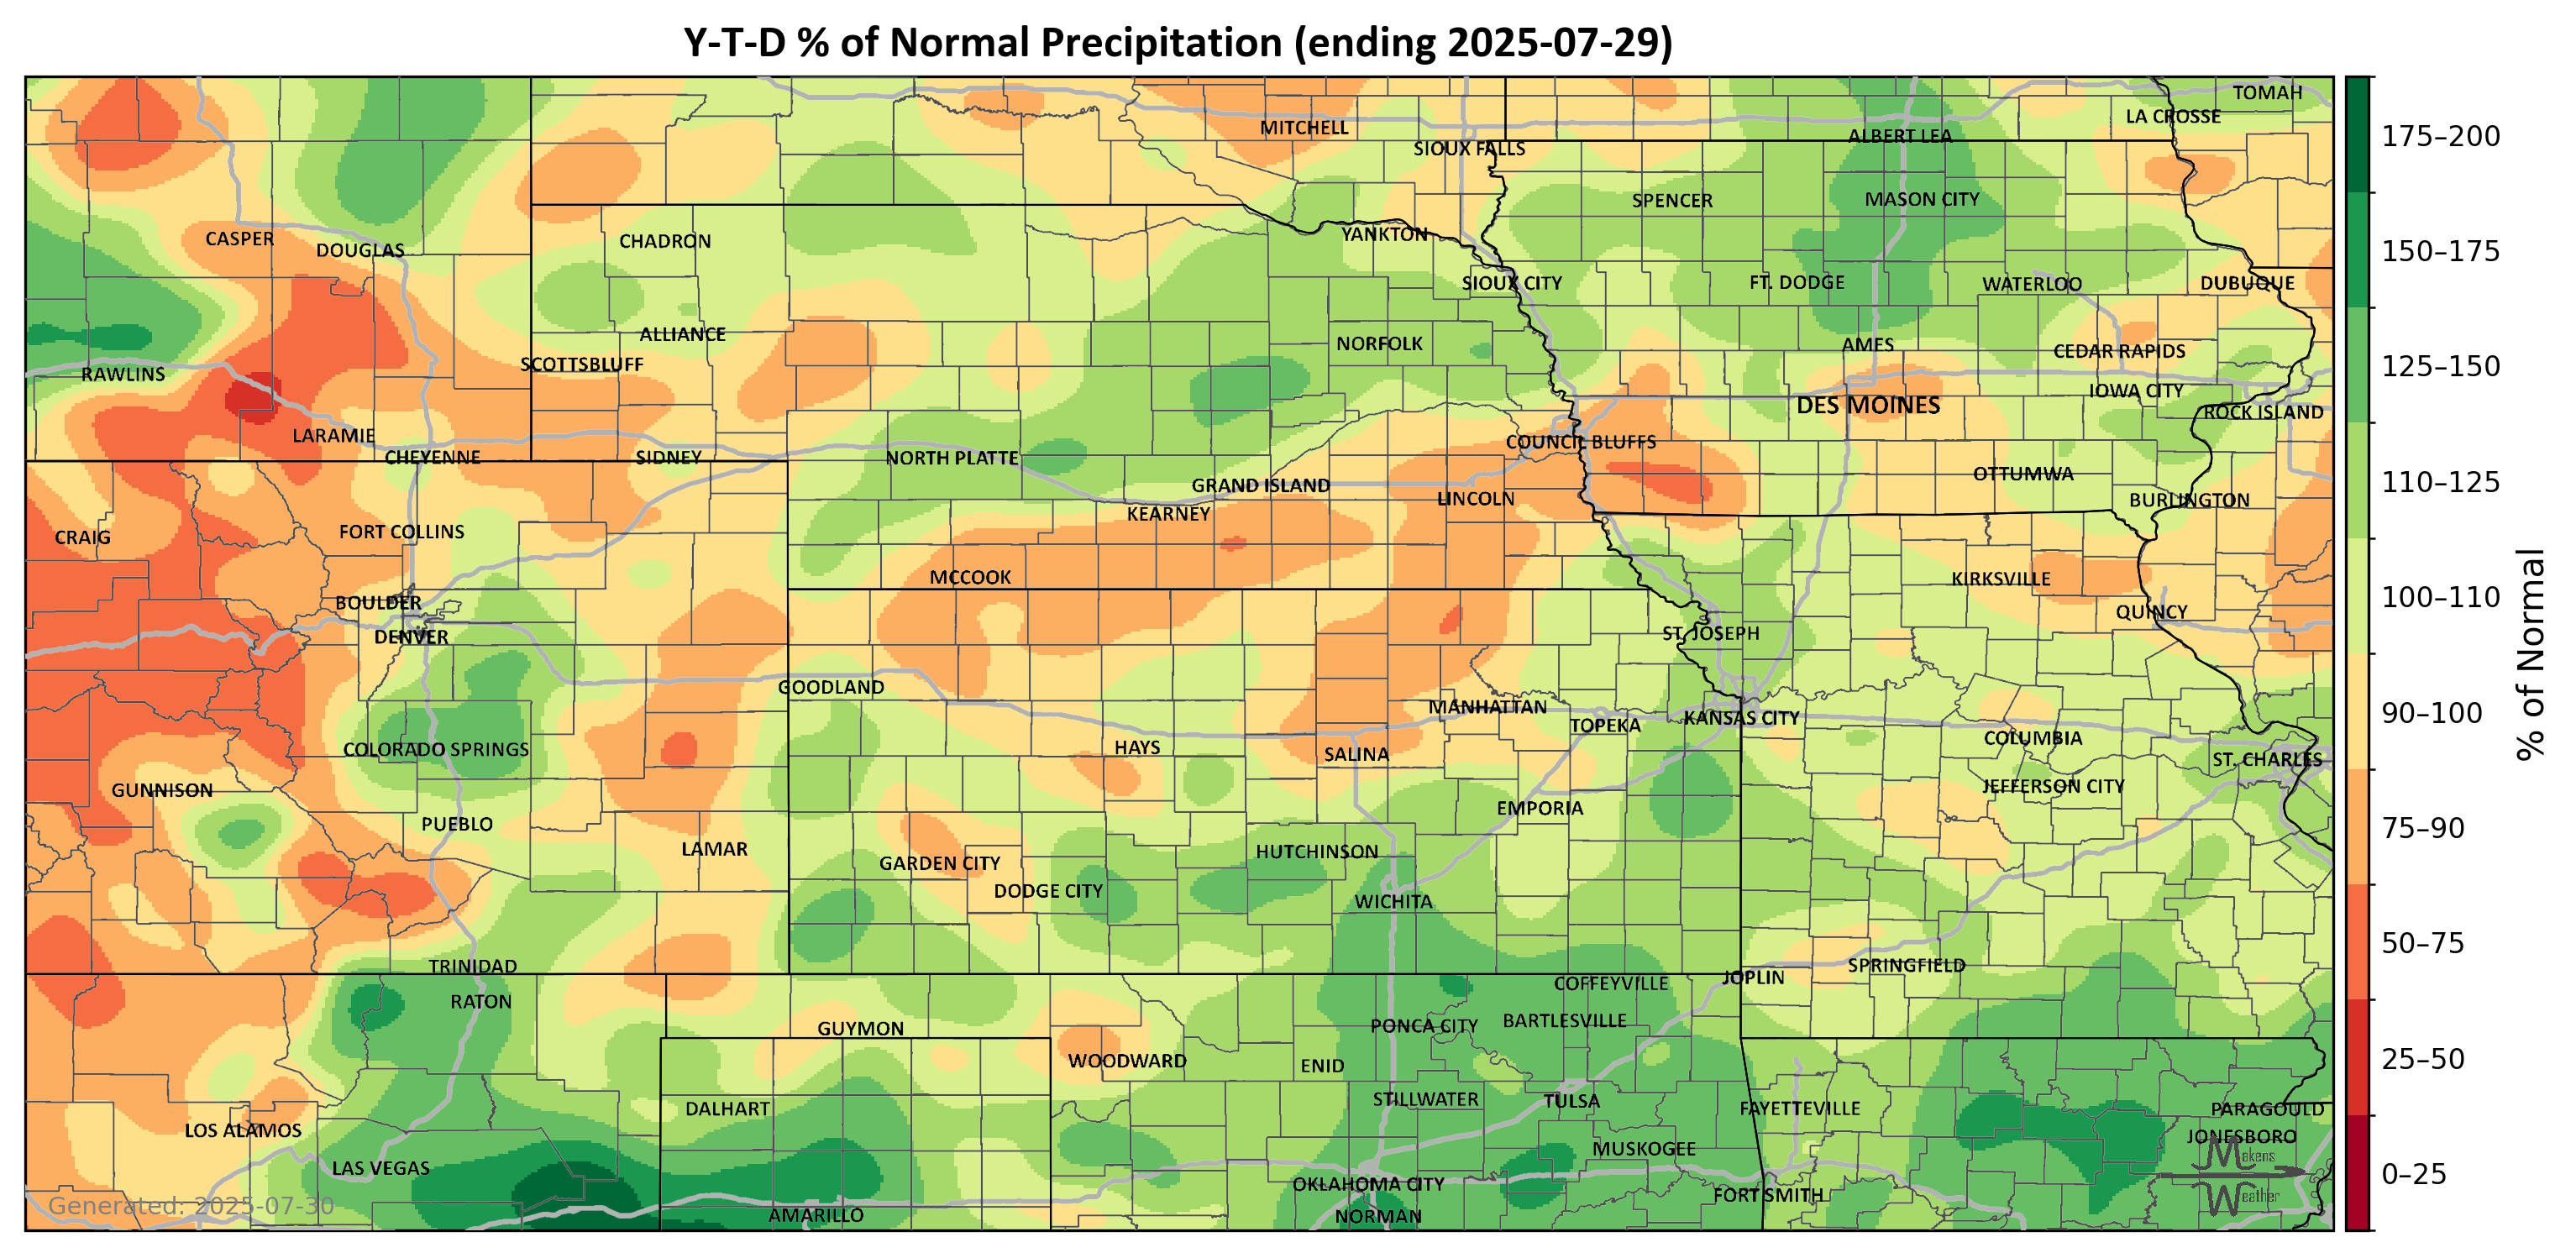 Y-T-D % of Normal Precipitation (ending 2025-07-29)
TOMAH
LA CROSSE
MITCHELL
ALBERT LEA
SIOUX FALLS
SPENCER
MASON CITY
CASPER
DOUGLAS
CHADRON
YANKTON
SIOUX CITY
FT. DODGE
WATERLOO
DUBUQUE
ALLIANCE
NORFOLK
AMES
CEDAR RAPIDS
SCOTTSBLUFF
RAWLINS
IOWA CITY
DES MOINES
ROCK ISLAND
LARAMIE
COUNCIL BLUFFS
CHEYENNE
SIDNEY
NORTH PLATTE
OTTUMWA
GRAND ISLAND
LINCOLN
BURLINGTON
KEARNEY
CRAIG
FORT COLLINS
MCCOOK
KIRKSVILLE
BOULDER
QUINCY
DENVER
ST. JOSEPH
GOODLAND
MANHATTAN
TOPEKA
KANSAS CITY
COLORADO SPRINGS
HAYS
SALINA
COLUMBIA
ST. CHARLES
GUNNISON
JEFFERSON CITY
EMPORIA
PUEBLO
LAMAR
GARDEN CITY
HUTCHINSON
DODGE CITY
WICHITA
TRINIDAD
SPRINGFIELD
JOPLIN
COFFEYVILLE
RATON
GUYMON
PONCA CITY
BARTLESVILLE
WOODWARD
ENID
DALHART
STILLWATER
TULSA
FAYETTEVILLE
PARAGOULD
LOS ALAMOS
JONESBORO
MUSKOGEE
LAS VEGAS
OKLAHOMA CITY
FORT SMITH
AMARILLO
NORMAN
Generated: 2025-07-30
Makens
Weather
175–200
150–175
125–150
110–125
100–110
90–100
75–90
50–75
25–50
0–25
% of Normal